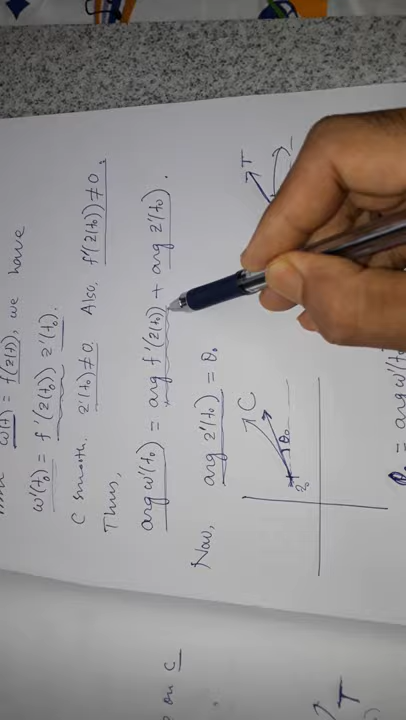 w(t) = f(z(t)), we have
w'(t₀) = f'(z(t₀)) z'(t₀).
C smooth. z'(t₀) ≠ 0. Also, f'(z(t₀)) ≠ 0.
Thus,
arg w'(t₀) = arg f'(z(t₀)) + arg z'(t₀).
Now, arg z'(t₀) = θ₀
C
θ₀
z₀
T
= arg w'(t
on C
T